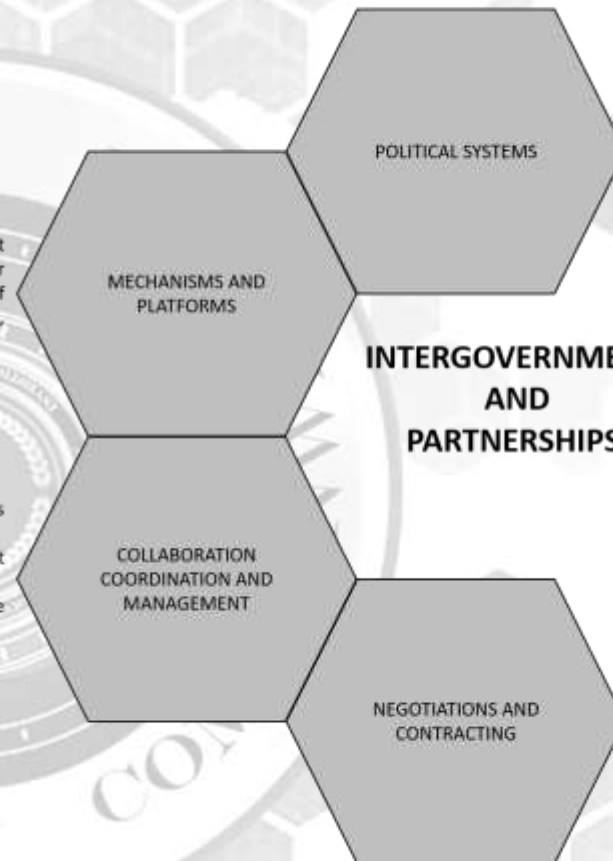 POLITICAL SYSTEMS
MECHANISMS AND
PLATFORMS
INTERGOVERNME
AND
PARTNERSHIPS
COLLABORATION
COORDINATION AND
MANAGEMENT
NEGOTIATIONS AND
CONTRACTING